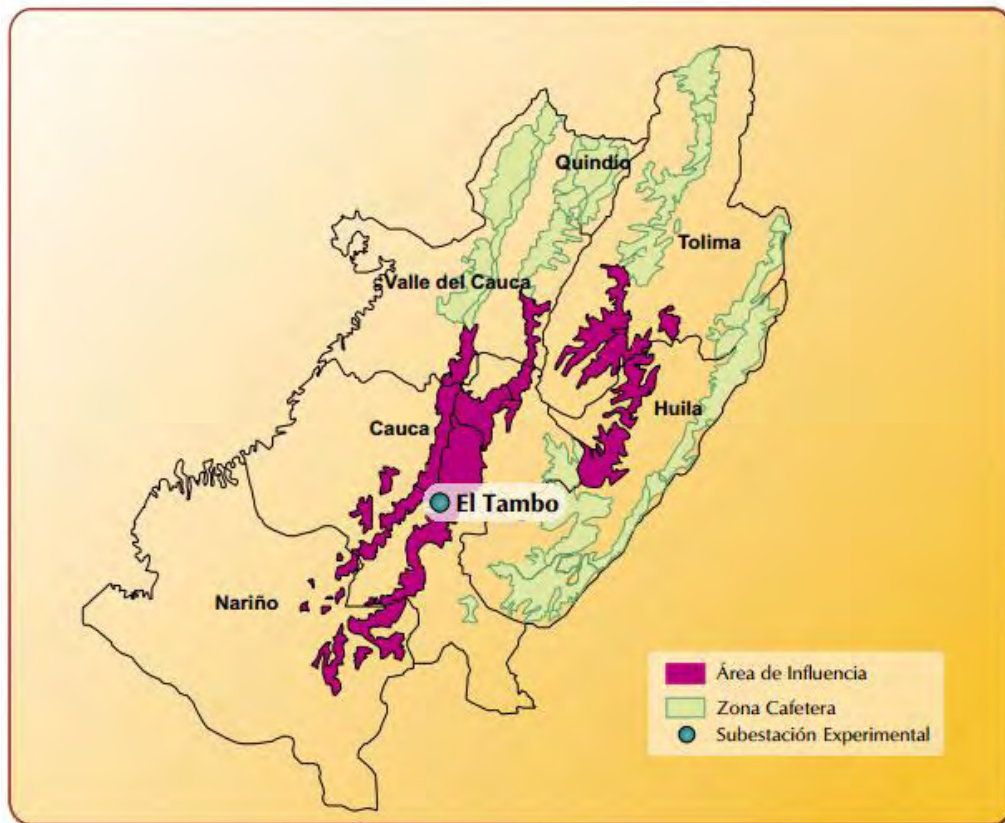 Quindío
Tolima
Valle del Cauca
Huila
Cauca
El Tambo
Nariño
Área de Influencia
Zona Cafetera
Subestación Experimental